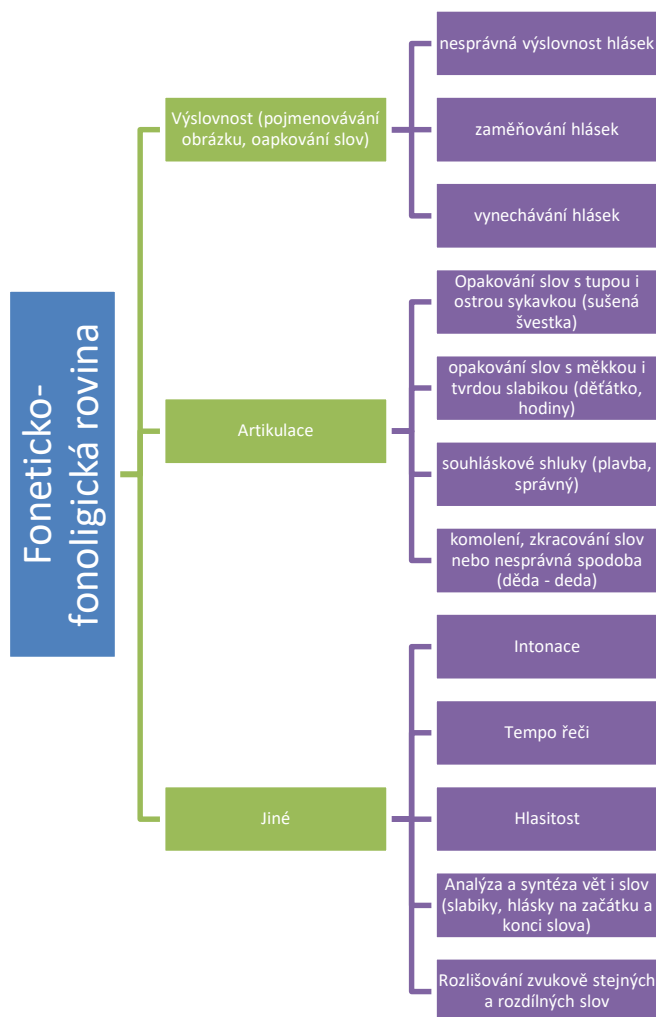 Foneticko-
fonoligická rovina
Výslovnost (pojmenovávání
obrázku, oapkování slov)
nesprávná výslovnost hlásek
zaměňování hlásek
vynechávání hlásek
Artikulace
Opakování slov s tupou i
ostrou sykavkou (sušená
švestka)
opakování slov s měkkou i
tvrdou slabikou (děťátko,
hodiny)
souhláskové shluky (plavba,
správný)
komolení, zkracování slov
nebo nesprávná spodoba
(děda - deda)
Jiné
Intonace
Tempo řeči
Hlasitost
Analýza a syntéza vět i slov
(slabiky, hlásky na začátku a
konci slova)
Rozlišování zvukově stejných
a rozdílných slov